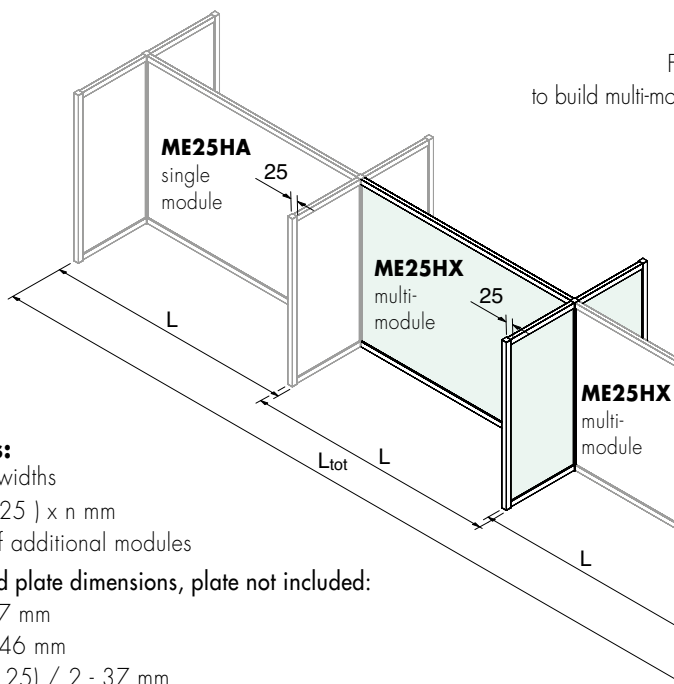 F
to build multi-mo
ME25HA
single
module
25
ME25HX
multi-
module
25
ME25HX
multi-
module
L
L
Ltot
L
s:
widths
25 ) x n mm
f additional modules
d plate dimensions, plate not included:
7 mm
46 mm
25) / 2 - 37 mm